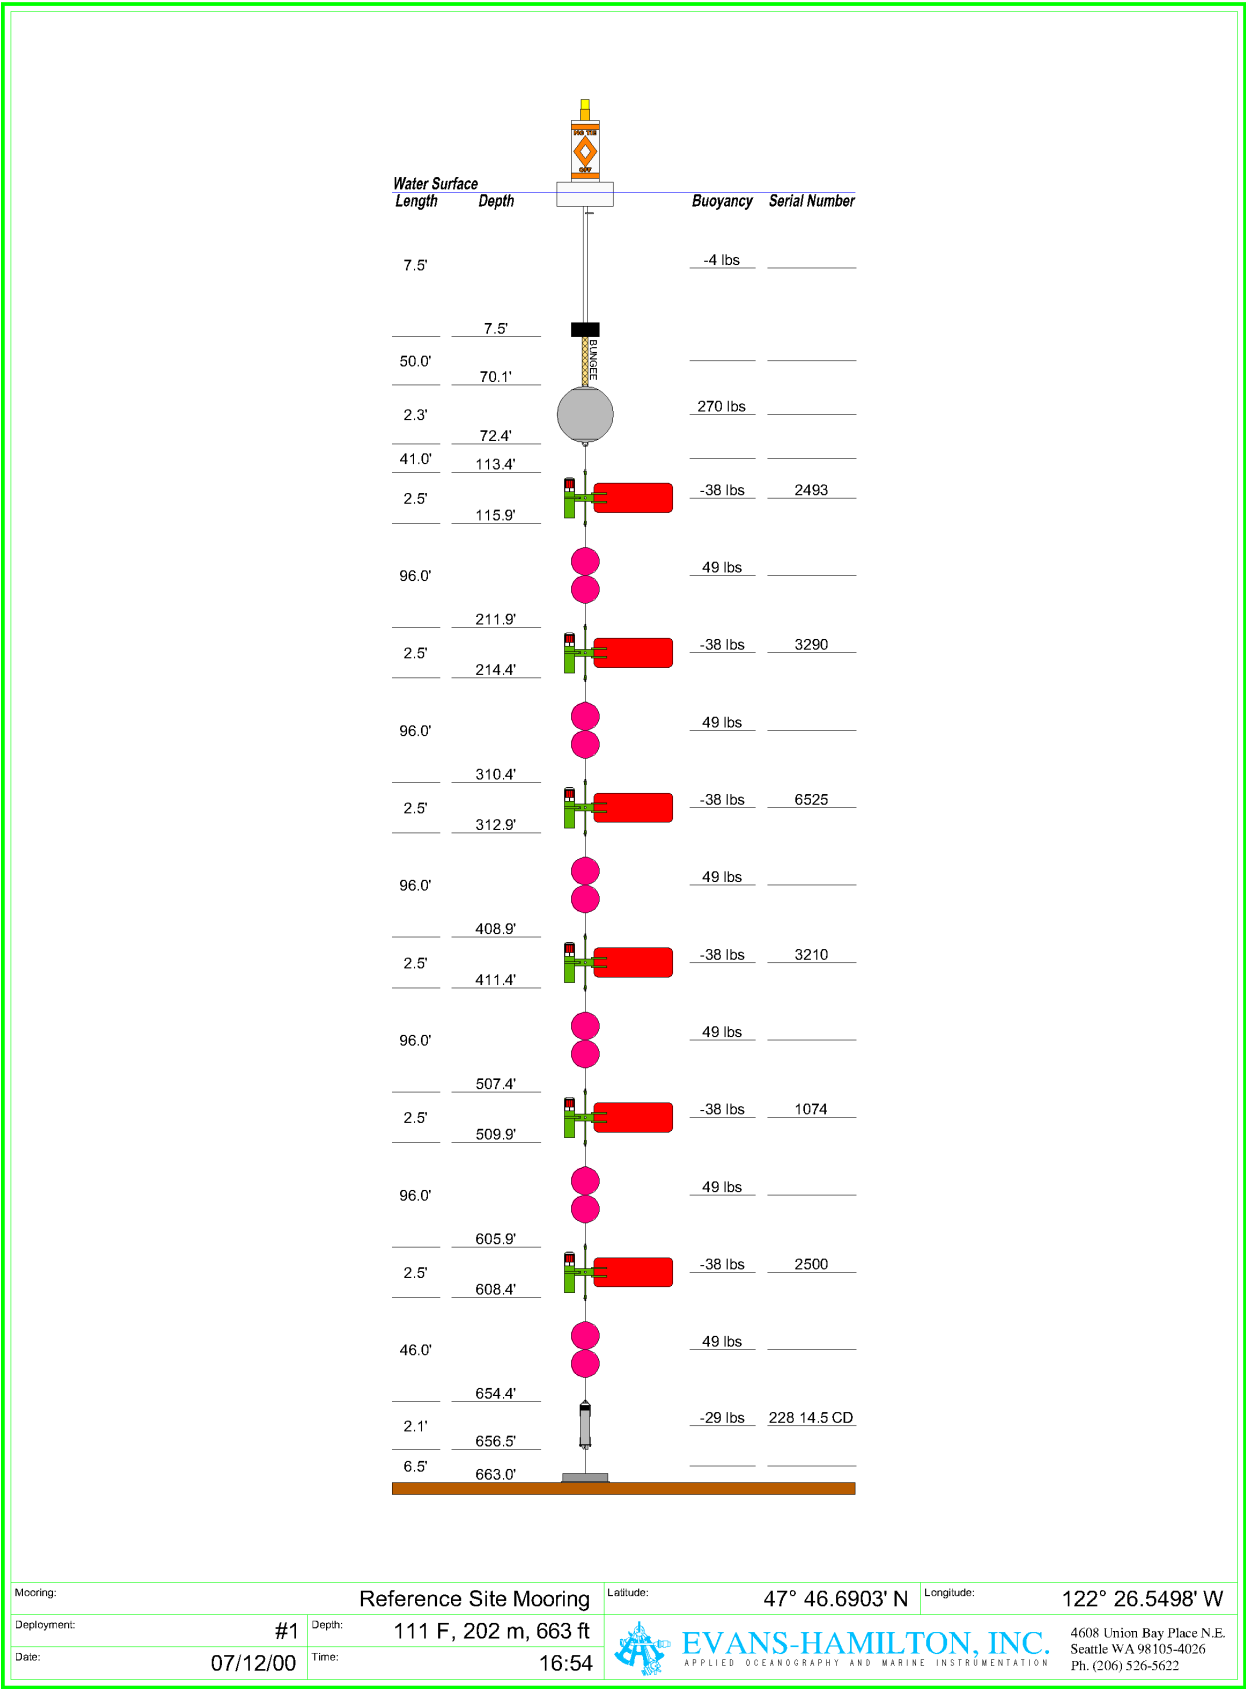 NO TIE
OFF
Water Surface
Length Depth Buoyancy Serial Number
7.5' -4 lbs
7.5'
50.0' BUNGEE
70.1'
2.3' 270 lbs
72.4'
41.0' 113.4'
2.5' -38 lbs 2493
115.9'
96.0' 49 lbs
211.9'
2.5' -38 lbs 3290
214.4'
96.0' 49 lbs
310.4'
2.5' -38 lbs 6525
312.9'
96.0' 49 lbs
408.9'
2.5' -38 lbs 3210
411.4'
96.0' 49 lbs
507.4'
2.5' -38 lbs 1074
509.9'
96.0' 49 lbs
605.9'
2.5' -38 lbs 2500
608.4'
46.0' 49 lbs
654.4'
2.1' -29 lbs 228 14.5 CD
656.5'
6.5' 663.0'
Mooring: Reference Site Mooring Latitude: 47° 46.6903' N Longitude: 122° 26.5498' W
Deployment: #1 Depth: 111 F, 202 m, 663 ft
Date: 07/12/00 Time: 16:54
EVANS-HAMILTON, INC.
APPLIED OCEANOGRAPHY AND MARINE INSTRUMENTATION
4608 Union Bay Place N.E.
Seattle WA 98105-4026
Ph. (206) 526-5622